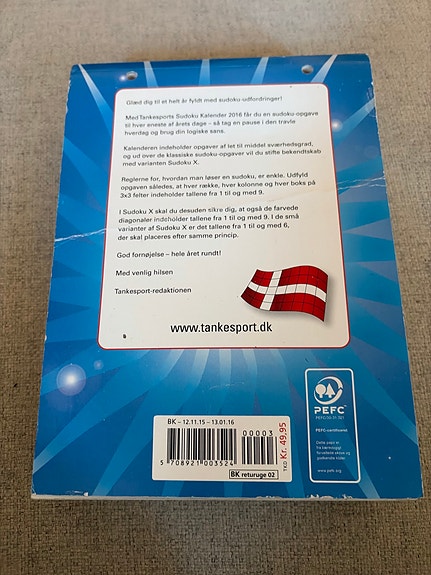 Glæd dig til et helt år fyldt med sudoku-udfordringer!
Med Tankesports Sudoku Kalender 2016 får du en sudoku-opgave
til hver eneste af årets dage – så tag en pause i den travle
hverdag og brug din logiske sans.
Kalenderen indeholder opgaver af let til middel sværhedsgrad,
og ud over de klassiske sudoku-opgaver vil du stifte bekendtskab
med varianten Sudoku X.
Reglerne for, hvordan man løser en sudoku, er enkle. Udfyld
opgaven således, at hver række, hver kolonne og hver boks på
3x3 felter indeholder tallene fra 1 til og med 9.
I Sudoku X skal du desuden sikre dig, at også de farvede
diagonaler indeholder tallene fra 1 til og med 9. I de små
varianter af Sudoku X er det tallene fra 1 til og med 6,
der skal placeres efter samme princip.
God fornøjelse – hele året rundt!
Med venlig hilsen
Tankesport-redaktionen
www.tankesport.dk
BK – 12.11.15 – 13.01.16
00003
5 708921 003524
TKD Kr. 49,95
BK returuge 02
PEFC
PEFC-certificeret
www.pefc.org